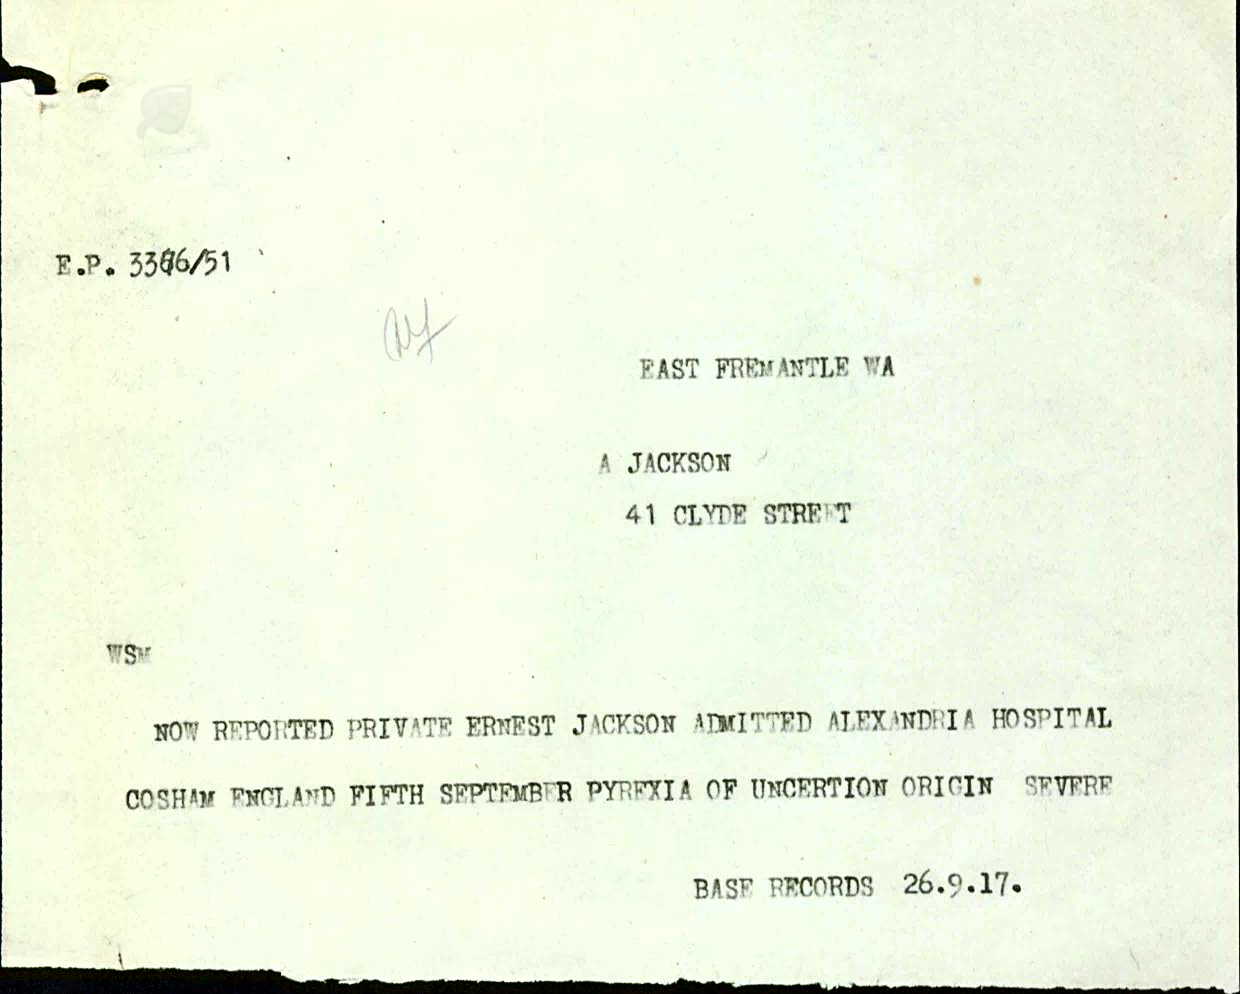 E.P. 3376/51
EAST FREMANTLE WA
A JACKSON
41 CLYDE STREET
WSM
NOW REPORTED PRIVATE ERNEST JACKSON ADMITTED ALEXANDRIA HOSPITAL
COSHAM ENGLAND FIFTH SEPTEMBER PYREXIA OF UNCERTION ORIGIN SEVERE
BASE RECORDS 26.9.17.